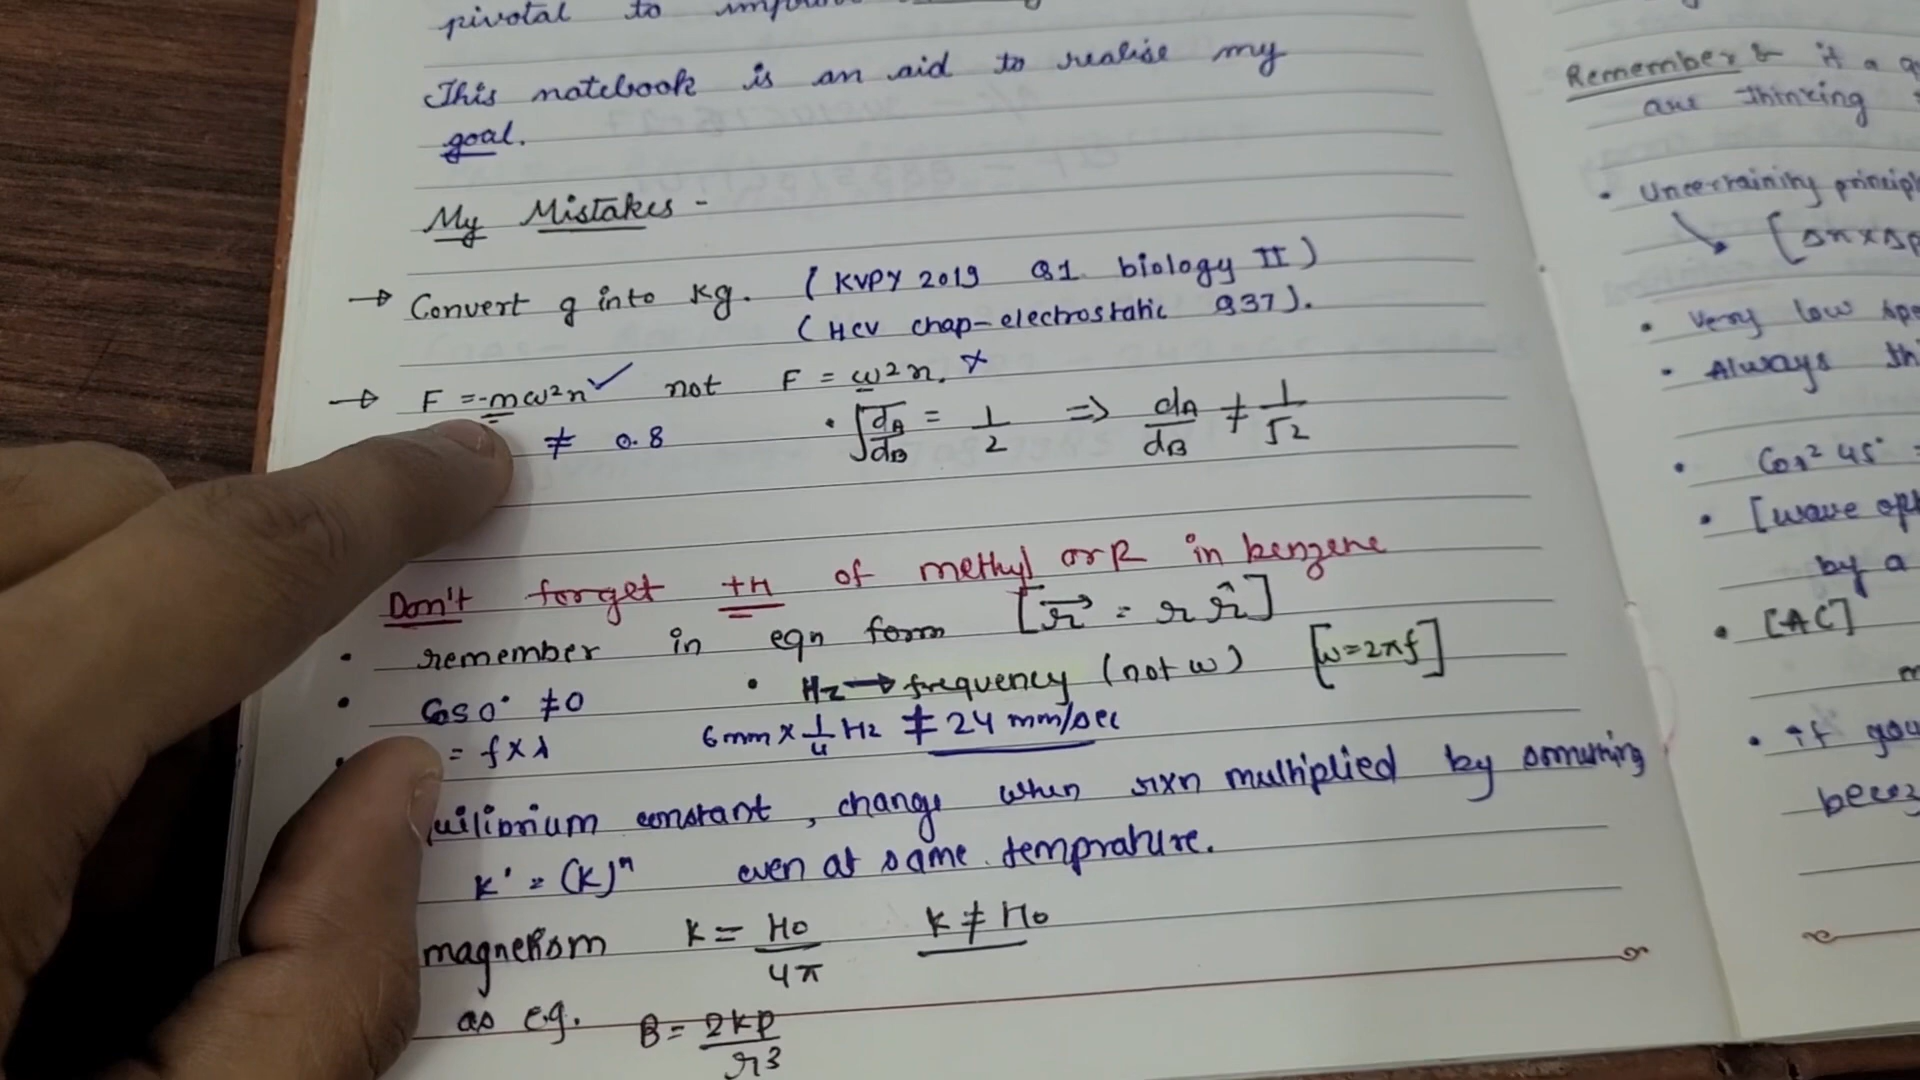 pivotal to
This notebook is an aid to realise my
goal.
My Mistakes -
→ Convert g into kg. (KVPY 2019 Q1 biology II)
(HCV chap-electrostatic Q37).
→ F = -mω²x ✓ not F = ω²x. ×
≠ 0.8 • √(dA/dB) = 1/2 ⇒ dA/dB ≠ 1/√2
Don't forget +H of methyl or R in benzene
• remember in eqn form [r⃗ = r r̂]
• Cos 0° ≠ 0 • Hz → frequency (not ω) [ω = 2πf]
= f × λ 6mm × 1/4 Hz ≠ 24 mm/sec
uilibrium constant, change when rxn multiplied by something
K' = (K)ⁿ even at same temprature.
magnetism K = μ₀/4π K ≠ μ₀
as e.g. B = 2KP/r³
Remember & if a
are thinking
• Uncertainity
[Δx × Δp
• Very low
• Always
• Cos² 45° =
• [wave
by a
• [AC]
• if you